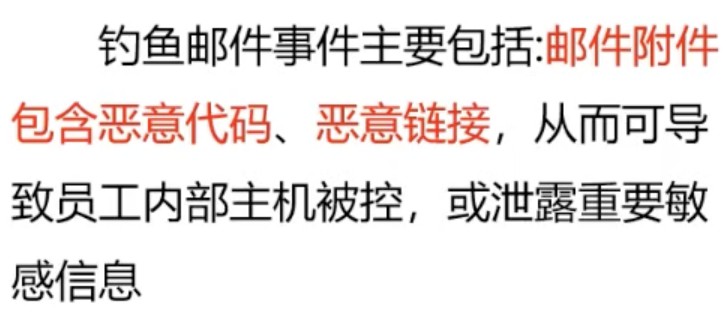 钓鱼邮件事件主要包括:邮件附件
包含恶意代码、恶意链接，从而可导
致员工内部主机被控，或泄露重要敏
感信息